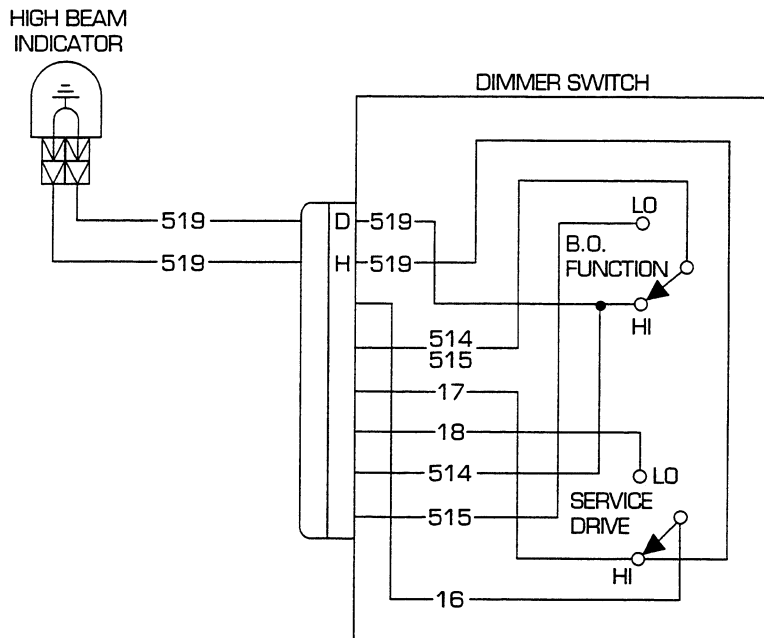 HIGH BEAM
INDICATOR
DIMMER SWITCH
519
D
519
519
H
519
LO
B.O.
FUNCTION
HI
514
515
17
18
514
LO
515
SERVICE
DRIVE
HI
16